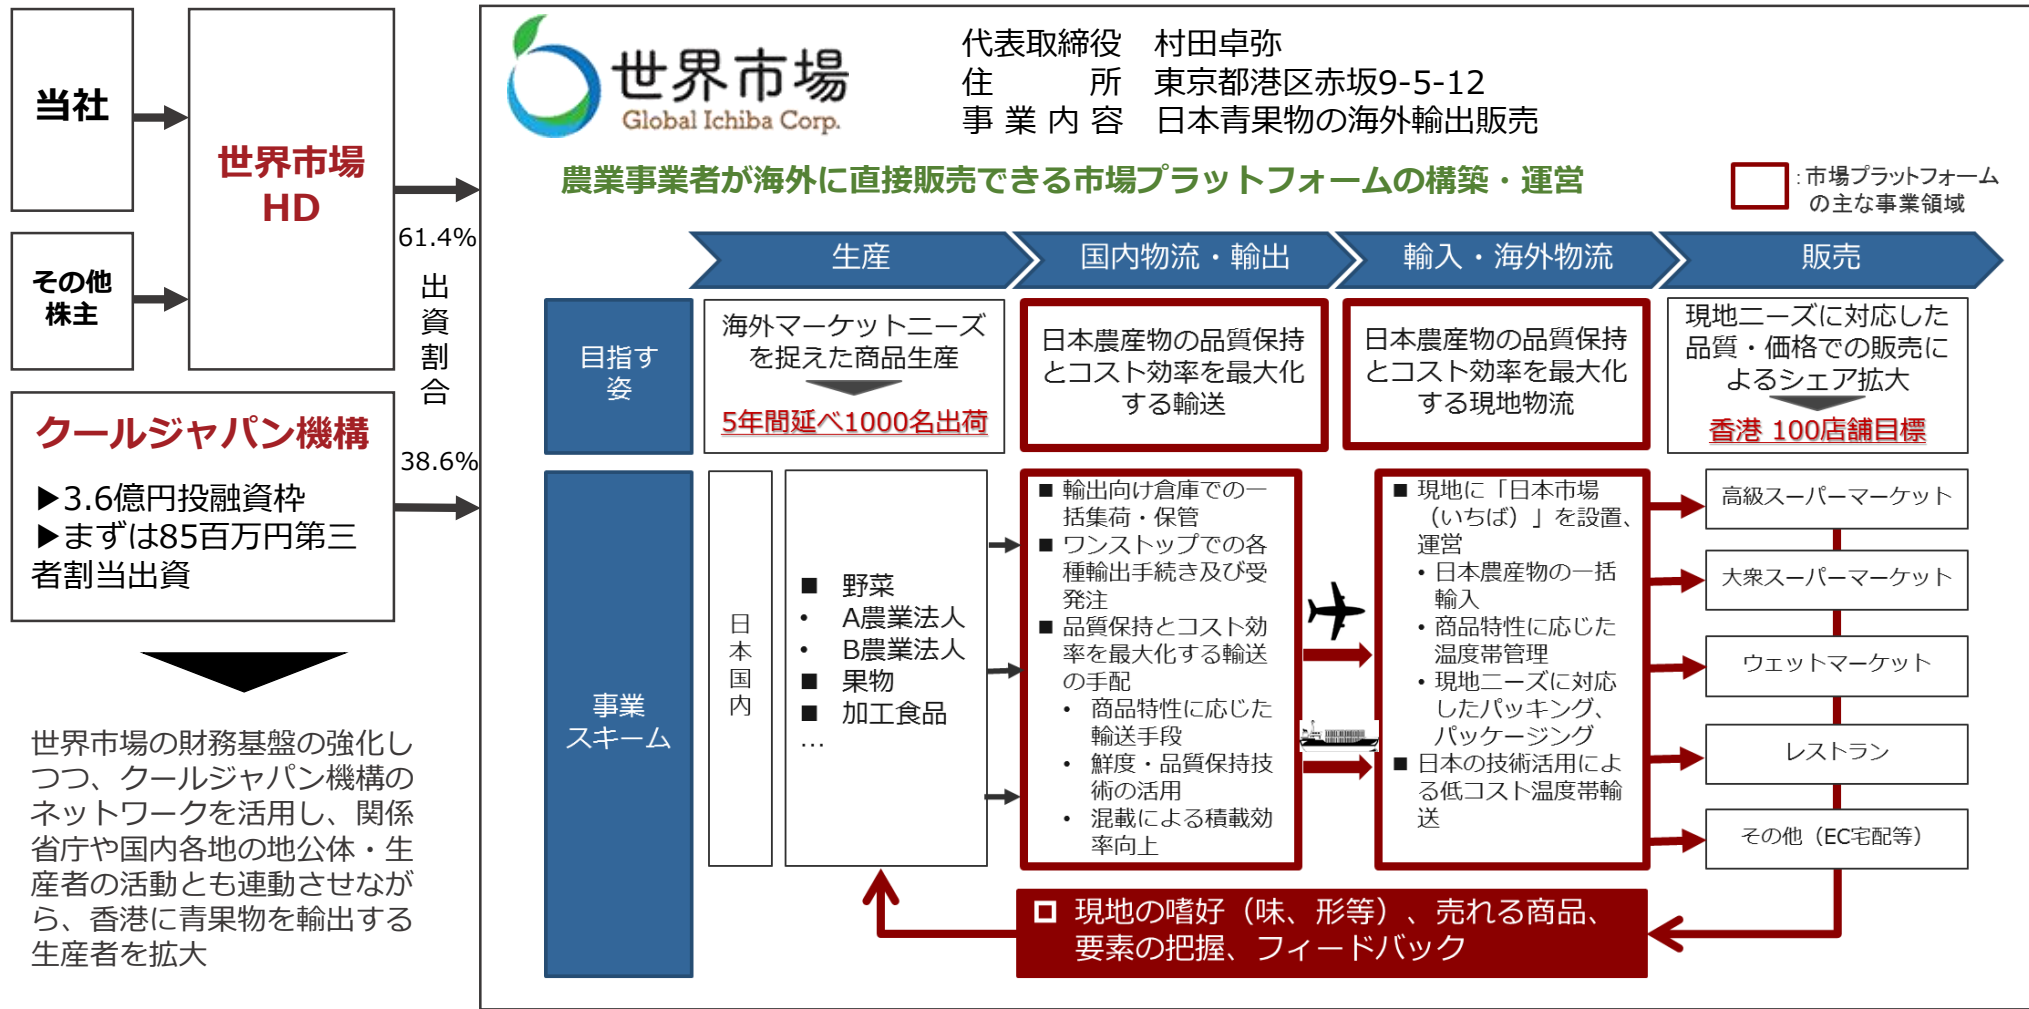 当社
その他
株主
世界市場
HD
61.4%
出資割合
38.6%
クールジャパン機構
▶3.6億円投融資枠
▶まずは85百万円第三
者割当出資
世界市場の財務基盤の強化し
つつ、クールジャパン機構の
ネットワークを活用し、関係
省庁や国内各地の地公体・生
産者の活動とも連動させなが
ら、香港に青果物を輸出する
生産者を拡大
世界市場
Global Ichiba Corp.
代表取締役 村田卓弥
住所 東京都港区赤坂9-5-12
事業内容 日本青果物の海外輸出販売
農業事業者が海外に直接販売できる市場プラットフォームの構築・運営
:市場プラットフォーム
の主な事業領域
生産
国内物流・輸出
輸入・海外物流
販売
目指す
姿
海外マーケットニーズ
を捉えた商品生産
5年間延べ1000名出荷
日本農産物の品質保持
とコスト効率を最大化
する輸送
日本農産物の品質保持
とコスト効率を最大化
する現地物流
現地ニーズに対応した
品質・価格での販売に
よるシェア拡大
香港 100店舗目標
事業
スキーム
日本国内
■ 野菜
• A農業法人
• B農業法人
■ 果物
■ 加工食品
…
■ 輸出向け倉庫での一
括集荷・保管
■ ワンストップでの各
種輸出手続き及び受
発注
■ 品質保持とコスト効
率を最大化する輸送
の手配
• 商品特性に応じた
輸送手段
• 鮮度・品質保持技
術の活用
• 混載による積載効
率向上
■ 現地に「日本市場
（いちば）」を設置、
運営
• 日本農産物の一括
輸入
• 商品特性に応じた
温度帯管理
• 現地ニーズに対応
したパッキング、
パッケージング
■ 日本の技術活用によ
る低コスト温度帯輸
送
高級スーパーマーケット
大衆スーパーマーケット
ウェットマーケット
レストラン
その他（EC宅配等）
現地の嗜好（味、形等）、売れる商品、
要素の把握、フィードバック